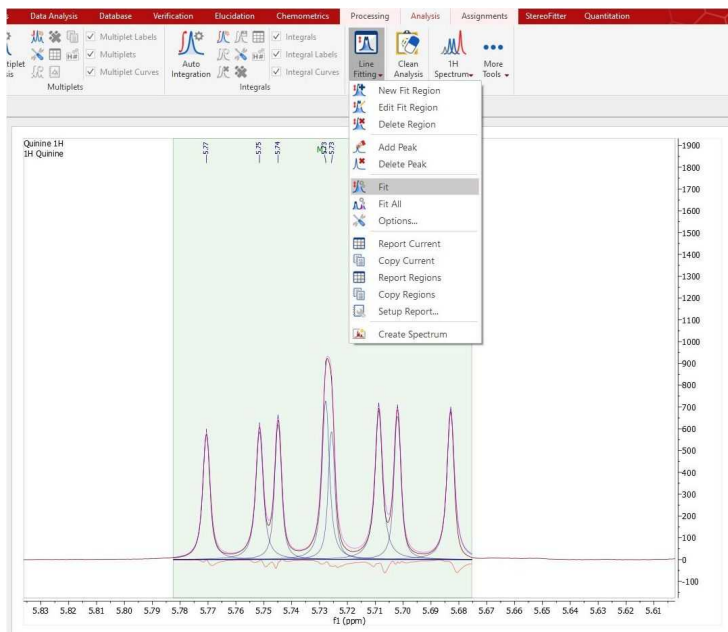 Data Analysis Database Verification Elucidation Chemometrics Processing Analysis Assignments StereoFitter Quantitation
Multiplet Labels
Multiplets
Multiplet Curves
Multiplets
Auto Integration
Integrals
Integral Labels
Integral Curves
Integrals
Line Fitting
Clean Analysis
1H Spectrum
More Tools
New Fit Region
Edit Fit Region
Delete Region
Add Peak
Delete Peak
Fit
Fit All
Options...
Report Current
Copy Current
Report Regions
Copy Regions
Setup Report...
Create Spectrum
Quinine 1H
1H Quinine
5.77 5.75 5.74 5.73 5.73
1900
1800
1700
1600
1500
1400
1300
1200
1100
1000
900
800
700
600
500
400
300
200
100
0
-100
5.83 5.82 5.81 5.80 5.79 5.78 5.77 5.76 5.75 5.74 5.73 5.72 5.71 5.70 5.69 5.68 5.67 5.66 5.65 5.64 5.63 5.62 5.61
f1 (ppm)